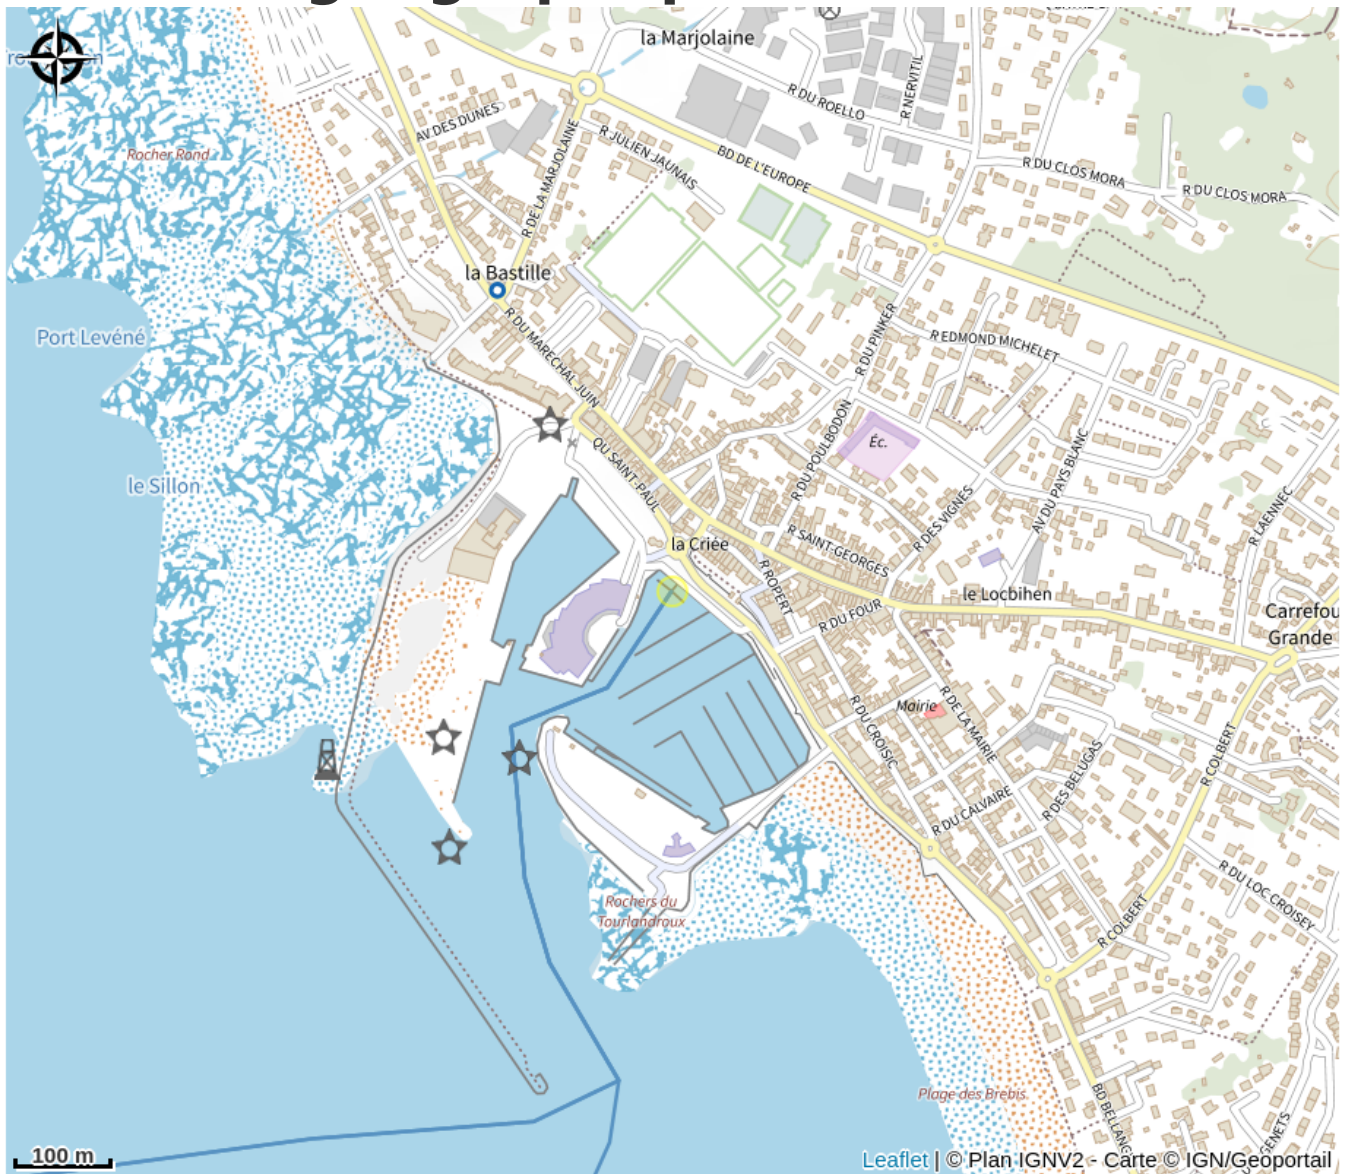 la Marjolaine
R DU ROELLO
R NERVITIL
AV DES DUNES
R DE LA MARJOLAINE
R JULIEN JAUNAIS
BD DE L'EUROPE
R DU CLOS MORA
R DU CLOS MORA
Rocher Rond
la Bastille
Port Levéné
R DU MARECHAL JUIN
R DU PINKER
R EDMOND MICHELET
le Sillon
QU SAINT-PAUL
R DU POULBODON
Éc.
AV DU PAYS BLANC
R DES VIGNES
R LAENNEC
la Criée
R SAINT-GEORGES
R ROPERT
R DU FOUR
le Locbihen
Carrefou
Grande
Mairie
R DE LA MAIRIE
R DU CROISIC
R COLBERT
R DES BELUGAS
R DU CALVAIRE
R DU LOC CROISEY
Rochers du
Tourlandroux
R COLBERT
Plage des Brebis
BD BELLANG
GENETS
100 m
Leaflet | © Plan IGNV2 - Carte © IGN/Geoportail